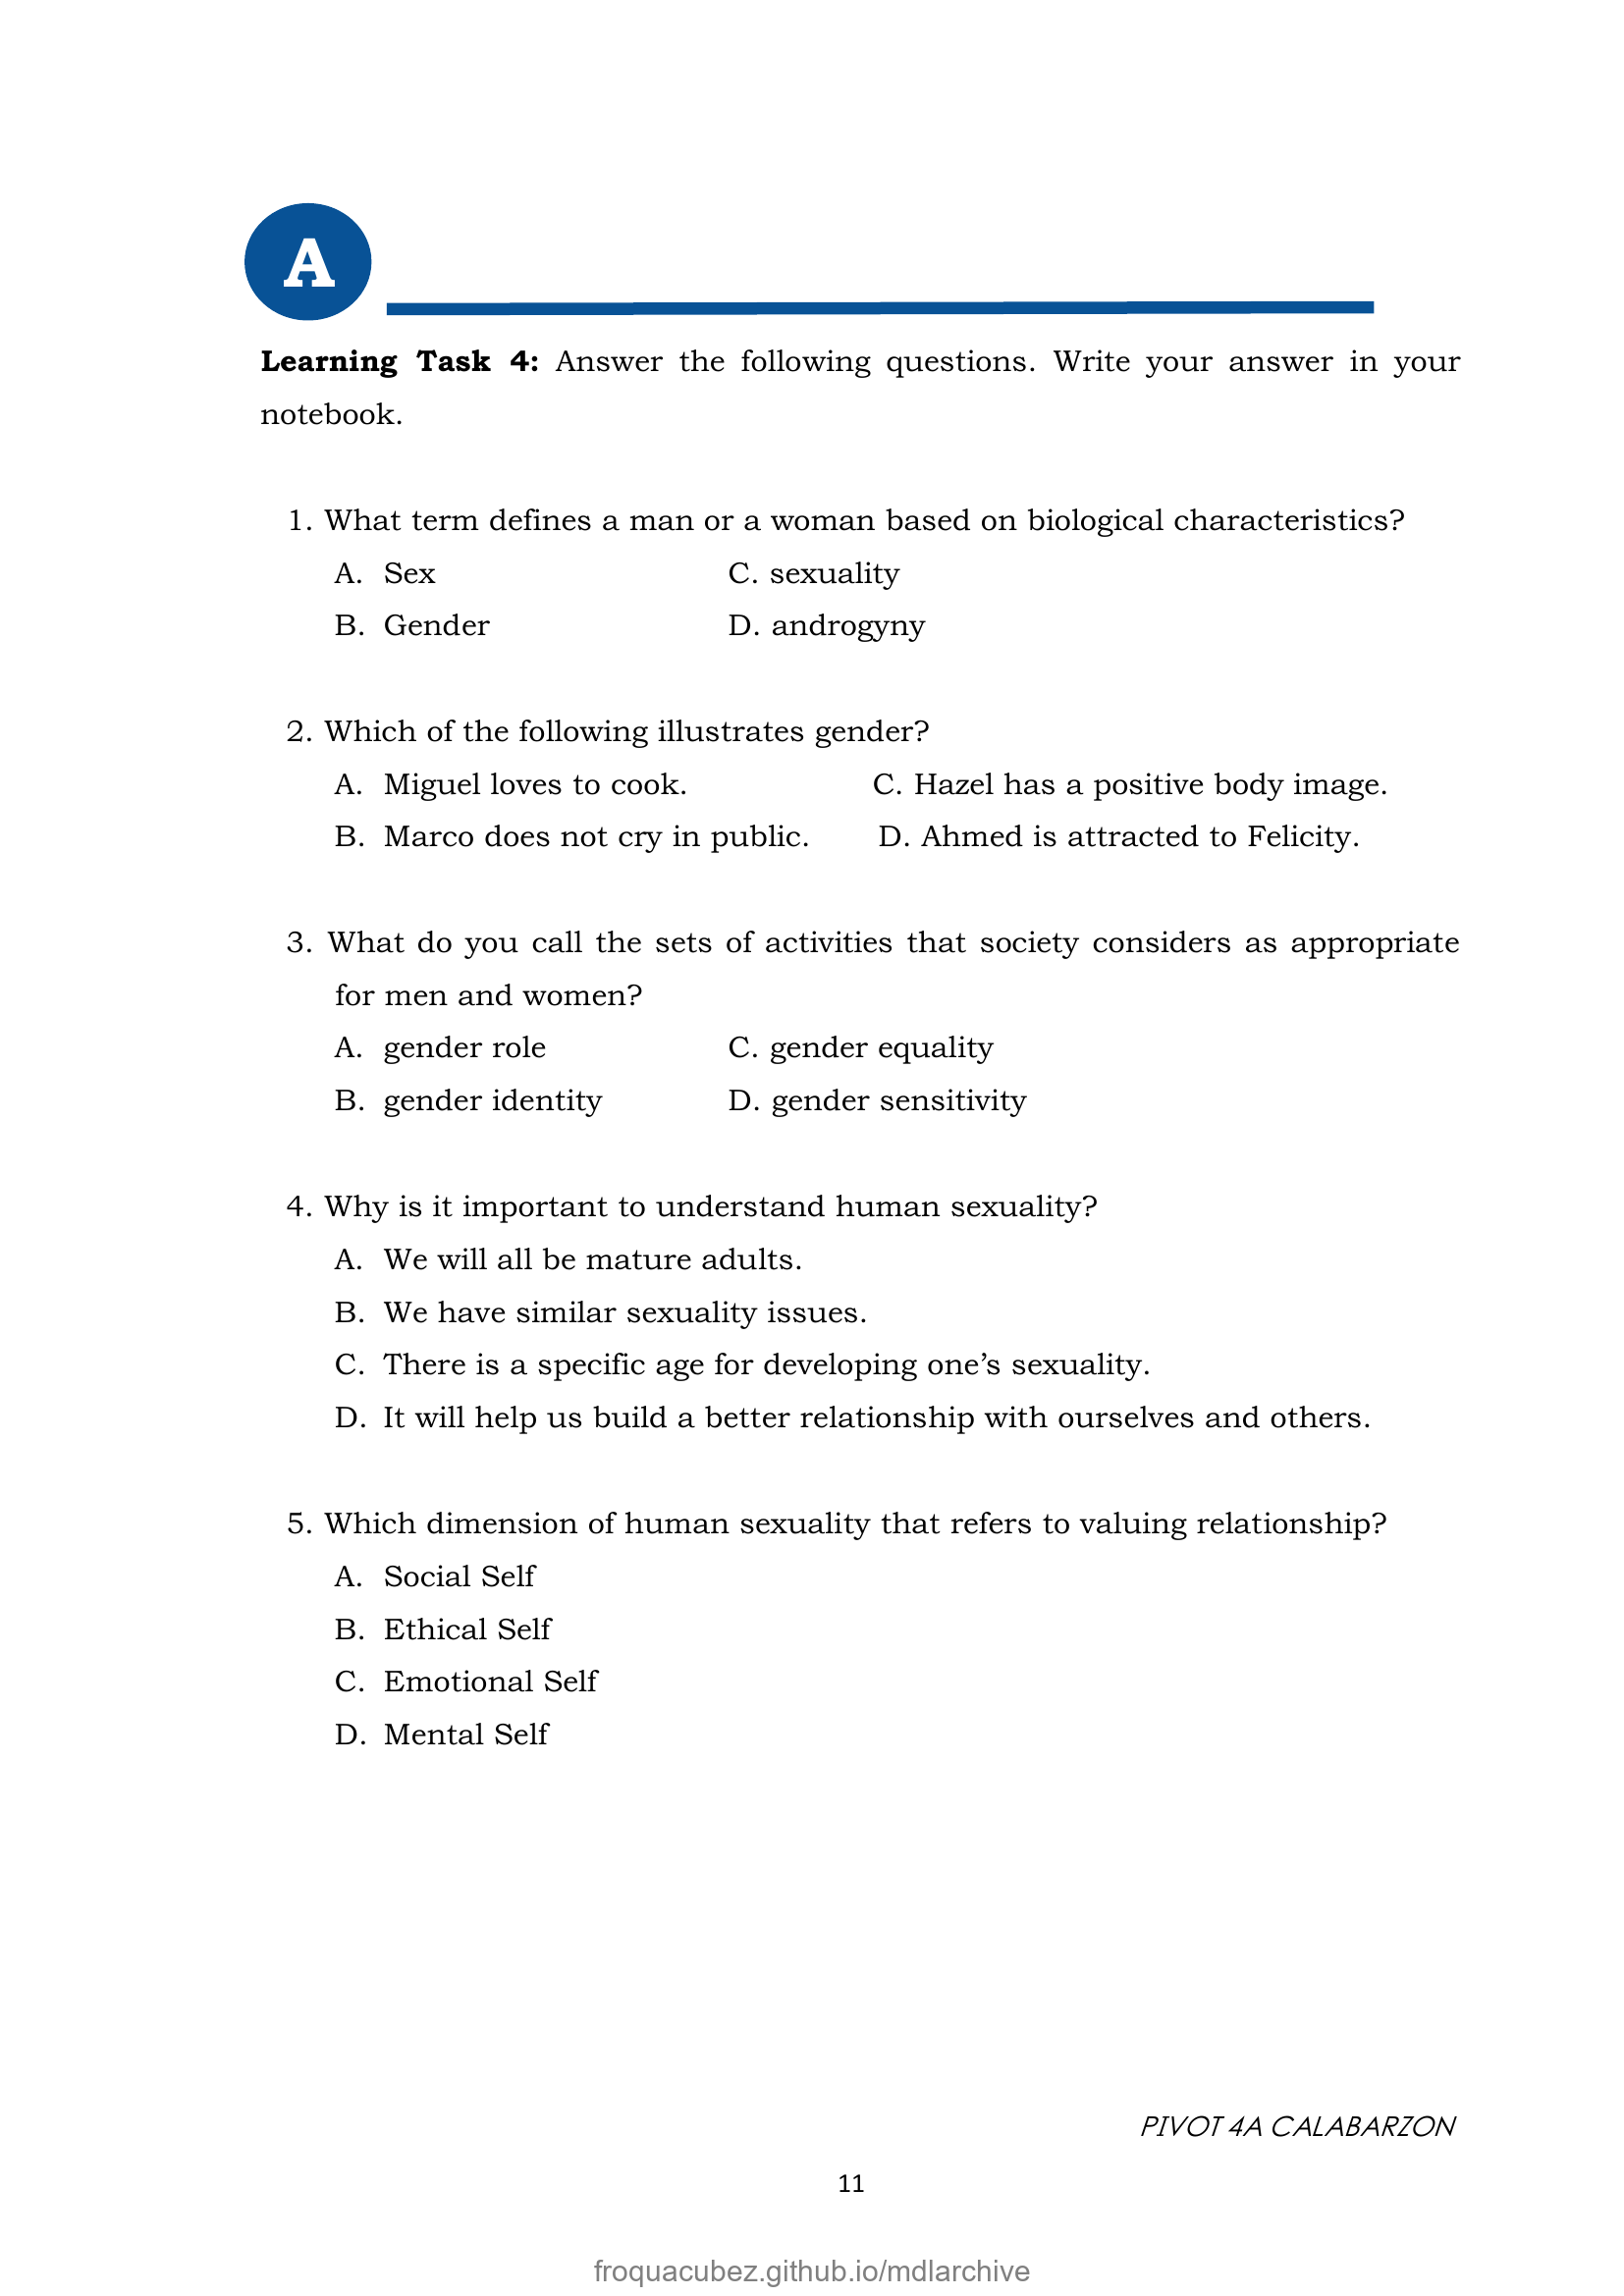 A
Learning Task 4: Answer the following questions. Write your answer in your
notebook.
1. What term defines a man or a woman based on biological characteristics?
A. Sex C. sexuality
B. Gender D. androgyny
2. Which of the following illustrates gender?
A. Miguel loves to cook. C. Hazel has a positive body image.
B. Marco does not cry in public. D. Ahmed is attracted to Felicity.
3. What do you call the sets of activities that society considers as appropriate
for men and women?
A. gender role C. gender equality
B. gender identity D. gender sensitivity
4. Why is it important to understand human sexuality?
A. We will all be mature adults.
B. We have similar sexuality issues.
C. There is a specific age for developing one’s sexuality.
D. It will help us build a better relationship with ourselves and others.
5. Which dimension of human sexuality that refers to valuing relationship?
A. Social Self
B. Ethical Self
C. Emotional Self
D. Mental Self
PIVOT 4A CALABARZON
11
froquacubez.github.io/mdlarchive